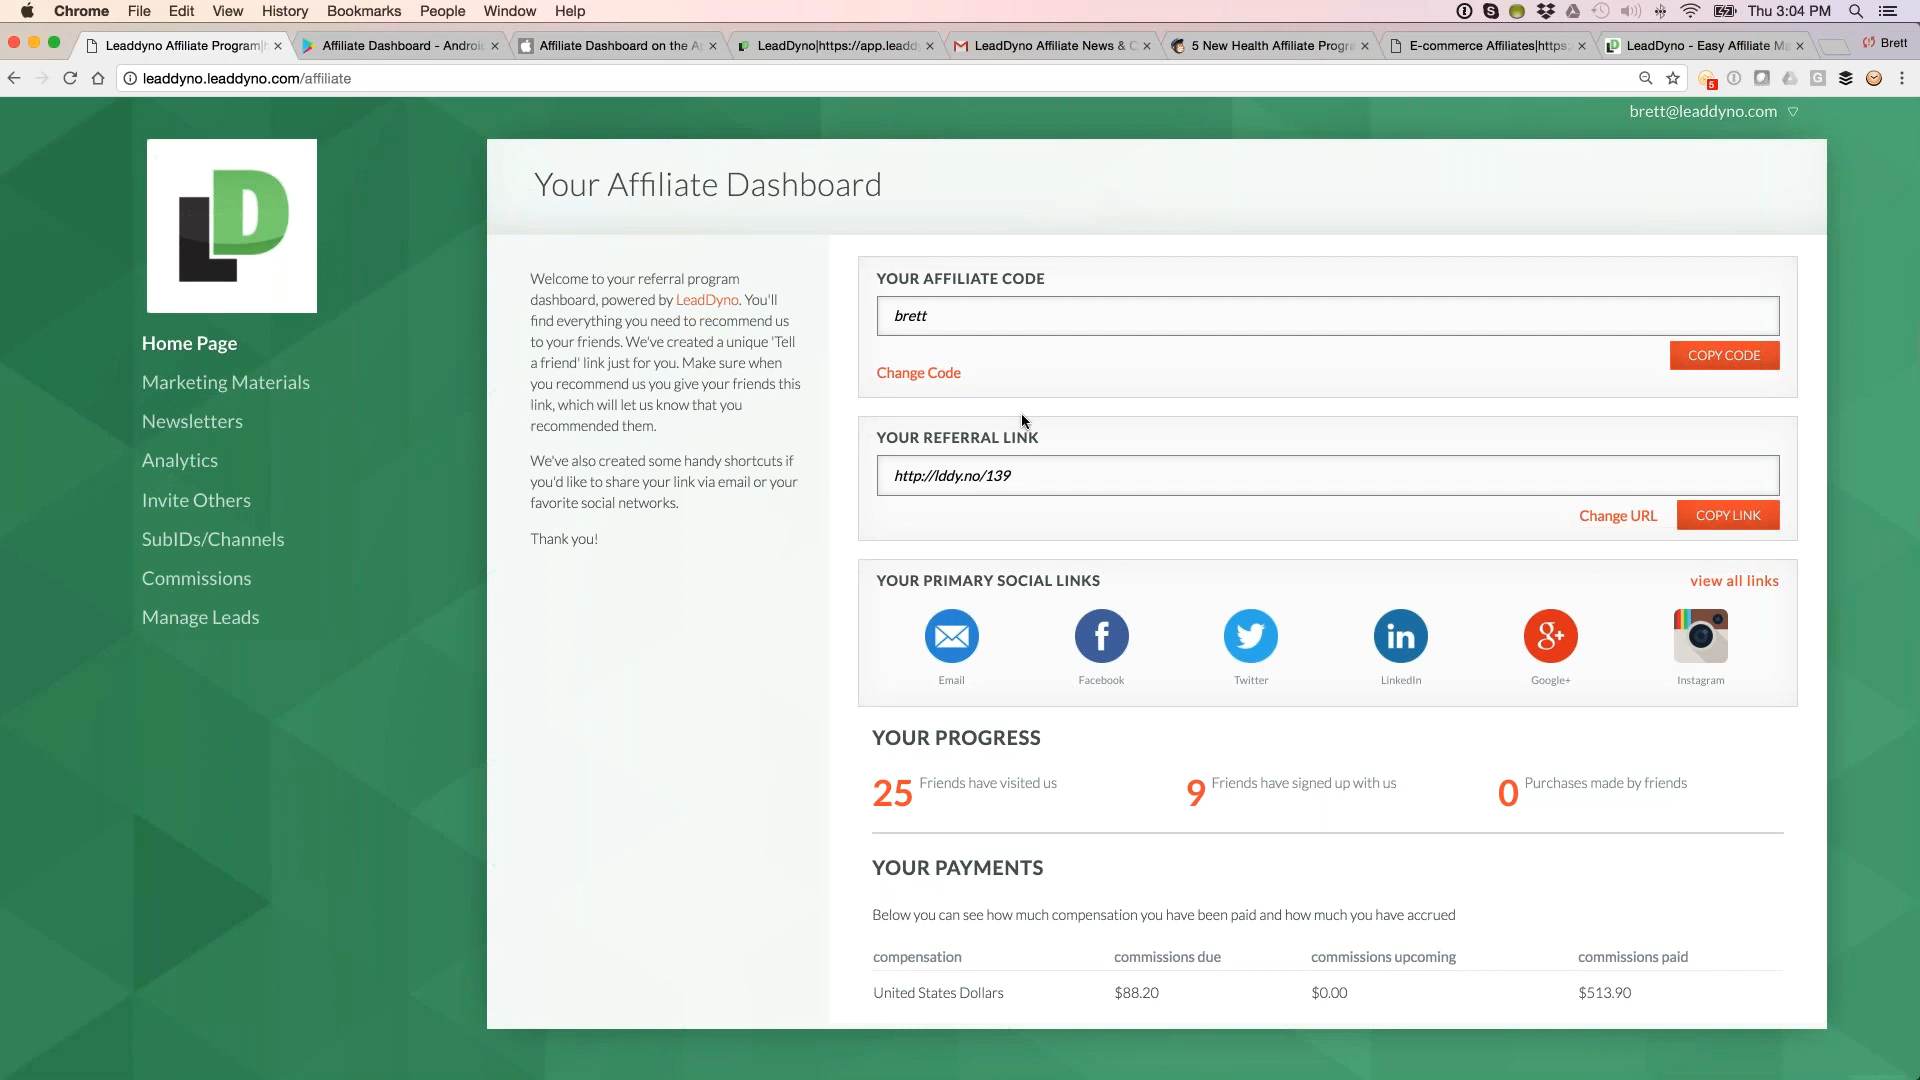 Chrome File Edit View History Bookmarks People Window Help Thu 3:04 PM
Leaddyno Affiliate Program|h Affiliate Dashboard - Android Affiliate Dashboard on the A LeadDyno|https://app.leaddy LeadDyno Affiliate News & C 5 New Health Affiliate Progra E-commerce Affiliates|https: LeadDyno - Easy Affiliate Ma Brett
leaddyno.leaddyno.com/affiliate 5
brett@leaddyno.com
LD
Home Page
Marketing Materials
Newsletters
Analytics
Invite Others
SubIDs/Channels
Commissions
Manage Leads
Your Affiliate Dashboard
Welcome to your referral program
dashboard, powered by LeadDyno. You'll
find everything you need to recommend us
to your friends. We've created a unique 'Tell
a friend' link just for you. Make sure when
you recommend us you give your friends this
link, which will let us know that you
recommended them.
We've also created some handy shortcuts if
you'd like to share your link via email or your
favorite social networks.
Thank you!
YOUR AFFILIATE CODE
brett
COPY CODE
Change Code
YOUR REFERRAL LINK
http://lddy.no/139
Change URL COPY LINK
YOUR PRIMARY SOCIAL LINKS view all links
Email Facebook Twitter LinkedIn Google+ Instagram
YOUR PROGRESS
25 Friends have visited us 9 Friends have signed up with us 0 Purchases made by friends
YOUR PAYMENTS
Below you can see how much compensation you have been paid and how much you have accrued
compensation commissions due commissions upcoming commissions paid
United States Dollars $88.20 $0.00 $513.90